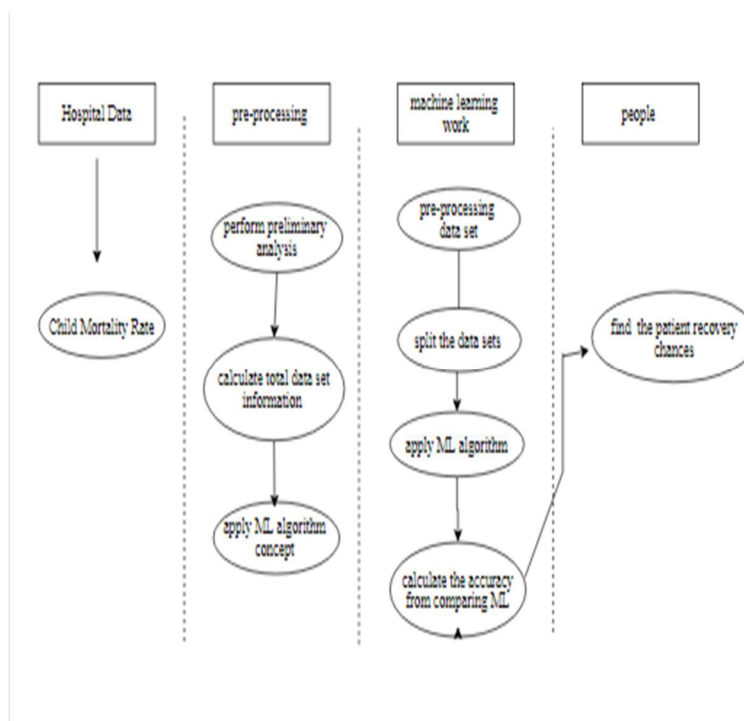 Hospital Data
pre-processing
machine learning
work
people
perform preliminary
analysis
pre-processing
data set
Child Mortality Rate
split the data sets
find the patient recovery
chances
calculate total data set
information
apply ML algorithm
apply ML algorithm
concept
calculate the accuracy
from comparing ML